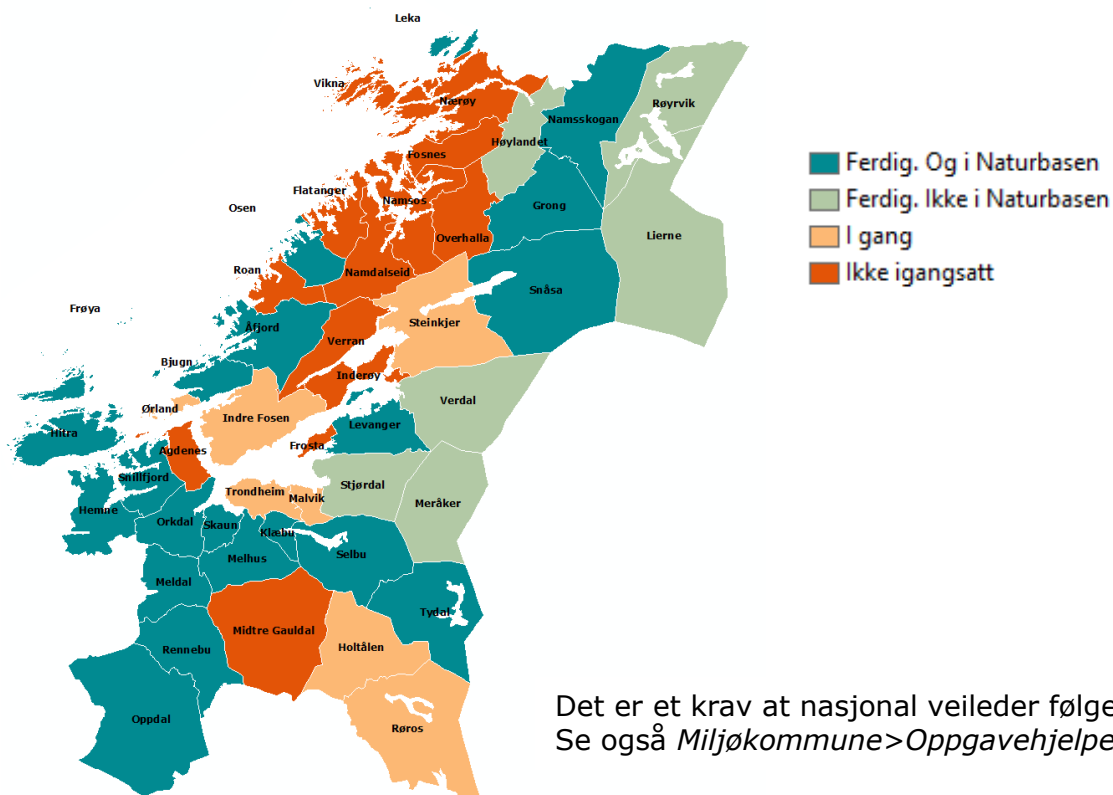 Leka
Vikna
Nærøy
Røyrvik
Namsskogan
Høylandet
Fosnes
Flatanger
Namsos
Osen
Grong
Overhalla
Lierne
Roan
Namdalseid
Snåsa
Frøya
Åfjord
Steinkjer
Verran
Bjugn
Inderøy
Verdal
Ørland
Indre Fosen
Levanger
Hitra
Agdenes
Frosta
Snillfjord
Stjørdal
Trondheim
Malvik
Meråker
Hemne
Orkdal
Skaun
Klæbu
Selbu
Melhus
Meldal
Tydal
Midtre Gauldal
Holtålen
Rennebu
Oppdal
Røros
Ferdig. Og i Naturbasen
Ferdig. Ikke i Naturbasen
I gang
Ikke igangsatt
Det er et krav at nasjonal veileder følge
Se også Miljøkommune>Oppgavehjelpe